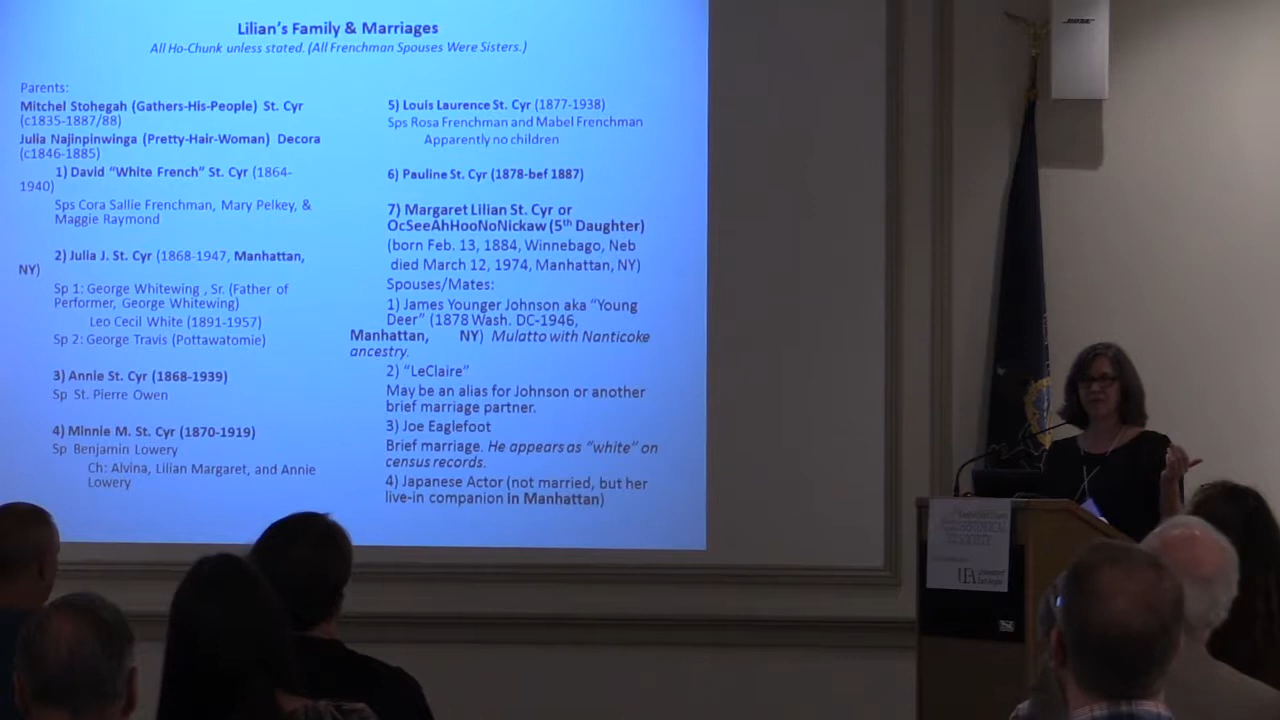 Lilian's Family & Marriages
All Ho-Chunk unless stated. (All Frenchman Spouses Were Sisters.)
Parents:
Mitchel Stohegah (Gathers-His-People) St. Cyr
(c1835-1887/88)
Julia Najinpinwinga (Pretty-Hair-Woman) Decora
(c1846-1885)
1) David "White French" St. Cyr (1864-
1940)
Sps Cora Sallie Frenchman, Mary Pelkey, &
Maggie Raymond
2) Julia J. St. Cyr (1868-1947, Manhattan,
NY)
Sp 1: George Whitewing , Sr. (Father of
Performer, George Whitewing)
Leo Cecil White (1891-1957)
Sp 2: George Travis (Pottawatomie)
3) Annie St. Cyr (1868-1939)
Sp St. Pierre Owen
4) Minnie M. St. Cyr (1870-1919)
Sp Benjamin Lowery
Ch: Alvina, Lilian Margaret, and Annie
Lowery
5) Louis Laurence St. Cyr (1877-1938)
Sps Rosa Frenchman and Mabel Frenchman
Apparently no children
6) Pauline St. Cyr (1878-bef 1887)
7) Margaret Lilian St. Cyr or
OcSeeAhHooNoNickaw (5th Daughter)
(born Feb. 13, 1884, Winnebago, Neb
died March 12, 1974, Manhattan, NY)
Spouses/Mates:
1) James Younger Johnson aka "Young
Deer" (1878 Wash. DC-1946,
Manhattan, NY) Mulatto with Nanticoke
ancestry.
2) "LeClaire"
May be an alias for Johnson or another
brief marriage partner.
3) Joe Eaglefoot
Brief marriage. He appears as "white" on
census records.
4) Japanese Actor (not married, but her
live-in companion in Manhattan)
BOSE